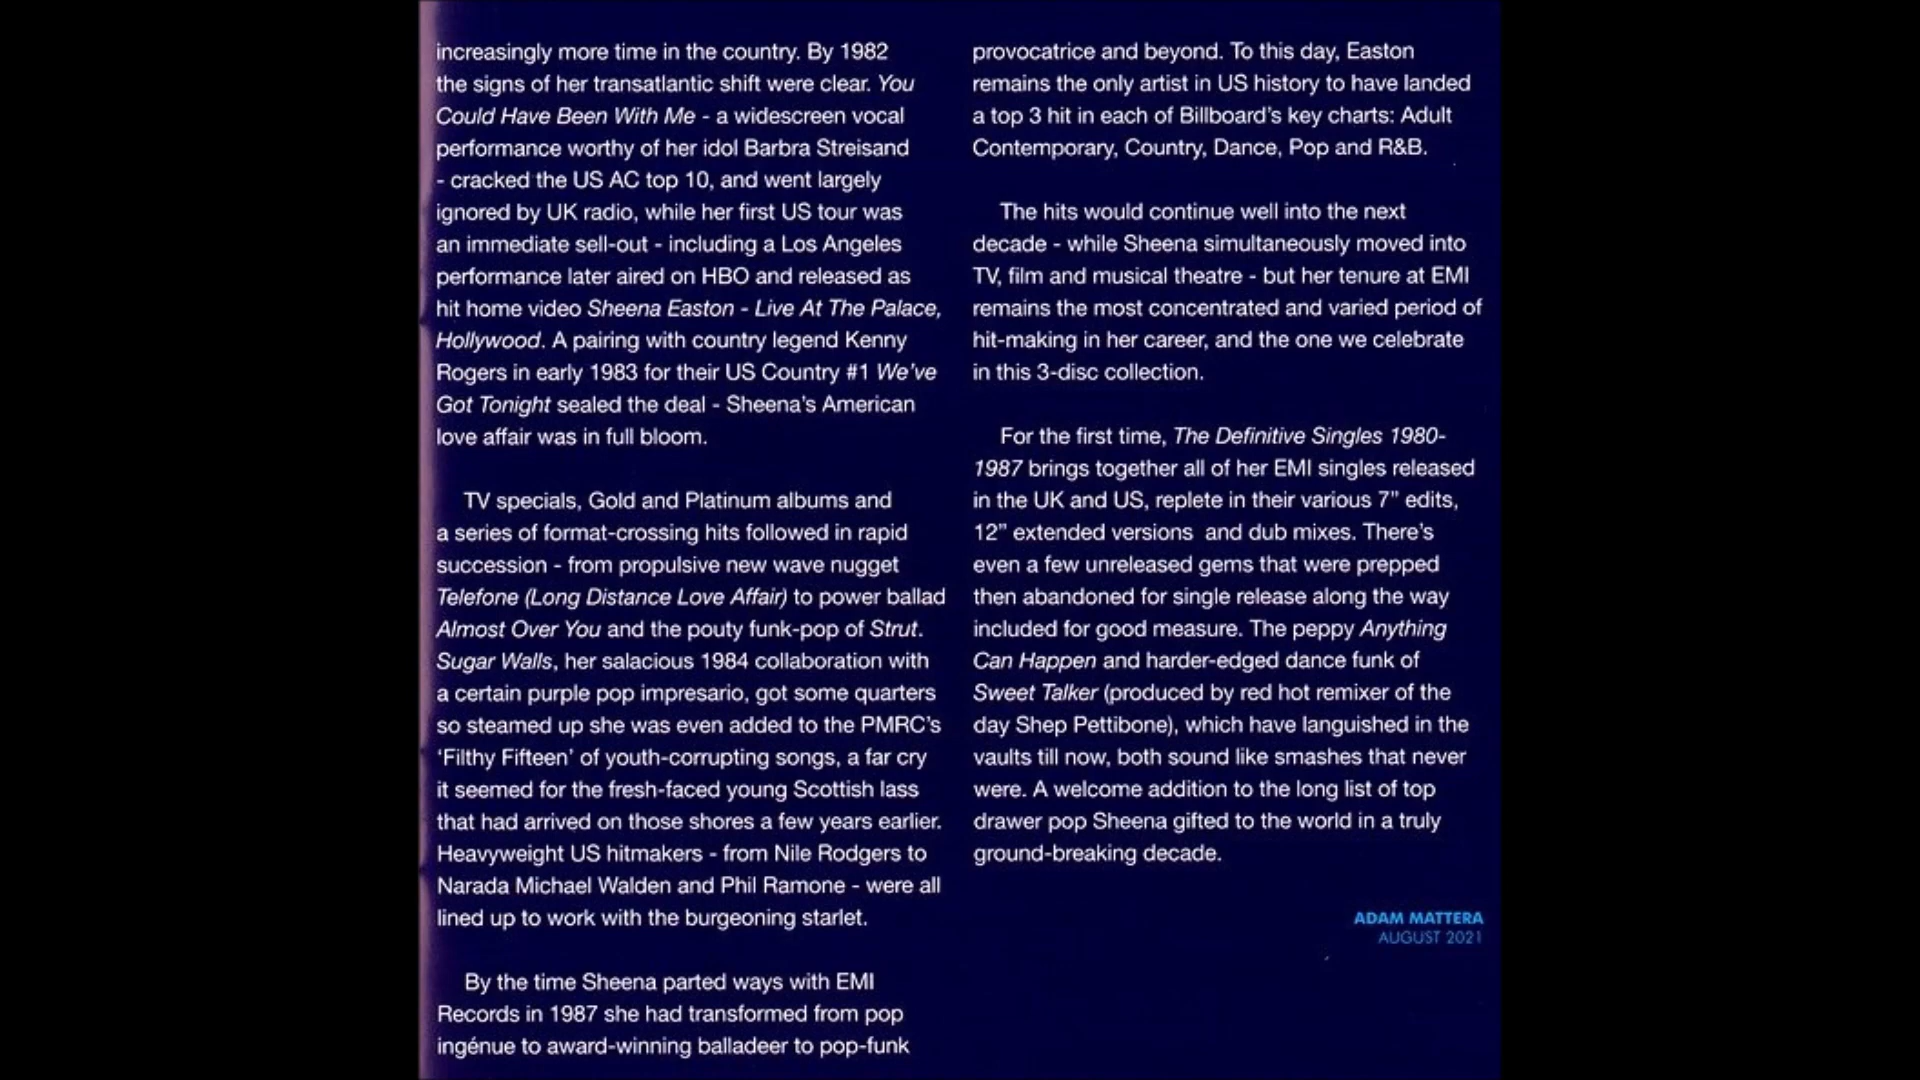 increasingly more time in the country. By 1982
the signs of her transatlantic shift were clear. You
Could Have Been With Me - a widescreen vocal
performance worthy of her idol Barbra Streisand
- cracked the US AC top 10, and went largely
ignored by UK radio, while her first US tour was
an immediate sell-out - including a Los Angeles
performance later aired on HBO and released as
hit home video Sheena Easton - Live At The Palace,
Hollywood. A pairing with country legend Kenny
Rogers in early 1983 for their US Country #1 We've
Got Tonight sealed the deal - Sheena's American
love affair was in full bloom.
TV specials, Gold and Platinum albums and
a series of format-crossing hits followed in rapid
succession - from propulsive new wave nugget
Telefone (Long Distance Love Affair) to power ballad
Almost Over You and the pouty funk-pop of Strut.
Sugar Walls, her salacious 1984 collaboration with
a certain purple pop impresario, got some quarters
so steamed up she was even added to the PMRC's
'Filthy Fifteen' of youth-corrupting songs, a far cry
it seemed for the fresh-faced young Scottish lass
that had arrived on those shores a few years earlier.
Heavyweight US hitmakers - from Nile Rodgers to
Narada Michael Walden and Phil Ramone - were all
lined up to work with the burgeoning starlet.
By the time Sheena parted ways with EMI
Records in 1987 she had transformed from pop
ingénue to award-winning balladeer to pop-funk
provocatrice and beyond. To this day, Easton
remains the only artist in US history to have landed
a top 3 hit in each of Billboard's key charts: Adult
Contemporary, Country, Dance, Pop and R&B.
The hits would continue well into the next
decade - while Sheena simultaneously moved into
TV, film and musical theatre - but her tenure at EMI
remains the most concentrated and varied period of
hit-making in her career, and the one we celebrate
in this 3-disc collection.
For the first time, The Definitive Singles 1980-
1987 brings together all of her EMI singles released
in the UK and US, replete in their various 7" edits,
12" extended versions and dub mixes. There's
even a few unreleased gems that were prepped
then abandoned for single release along the way
included for good measure. The peppy Anything
Can Happen and harder-edged dance funk of
Sweet Talker (produced by red hot remixer of the
day Shep Pettibone), which have languished in the
vaults till now, both sound like smashes that never
were. A welcome addition to the long list of top
drawer pop Sheena gifted to the world in a truly
ground-breaking decade.
ADAM MATTERA
AUGUST 2021